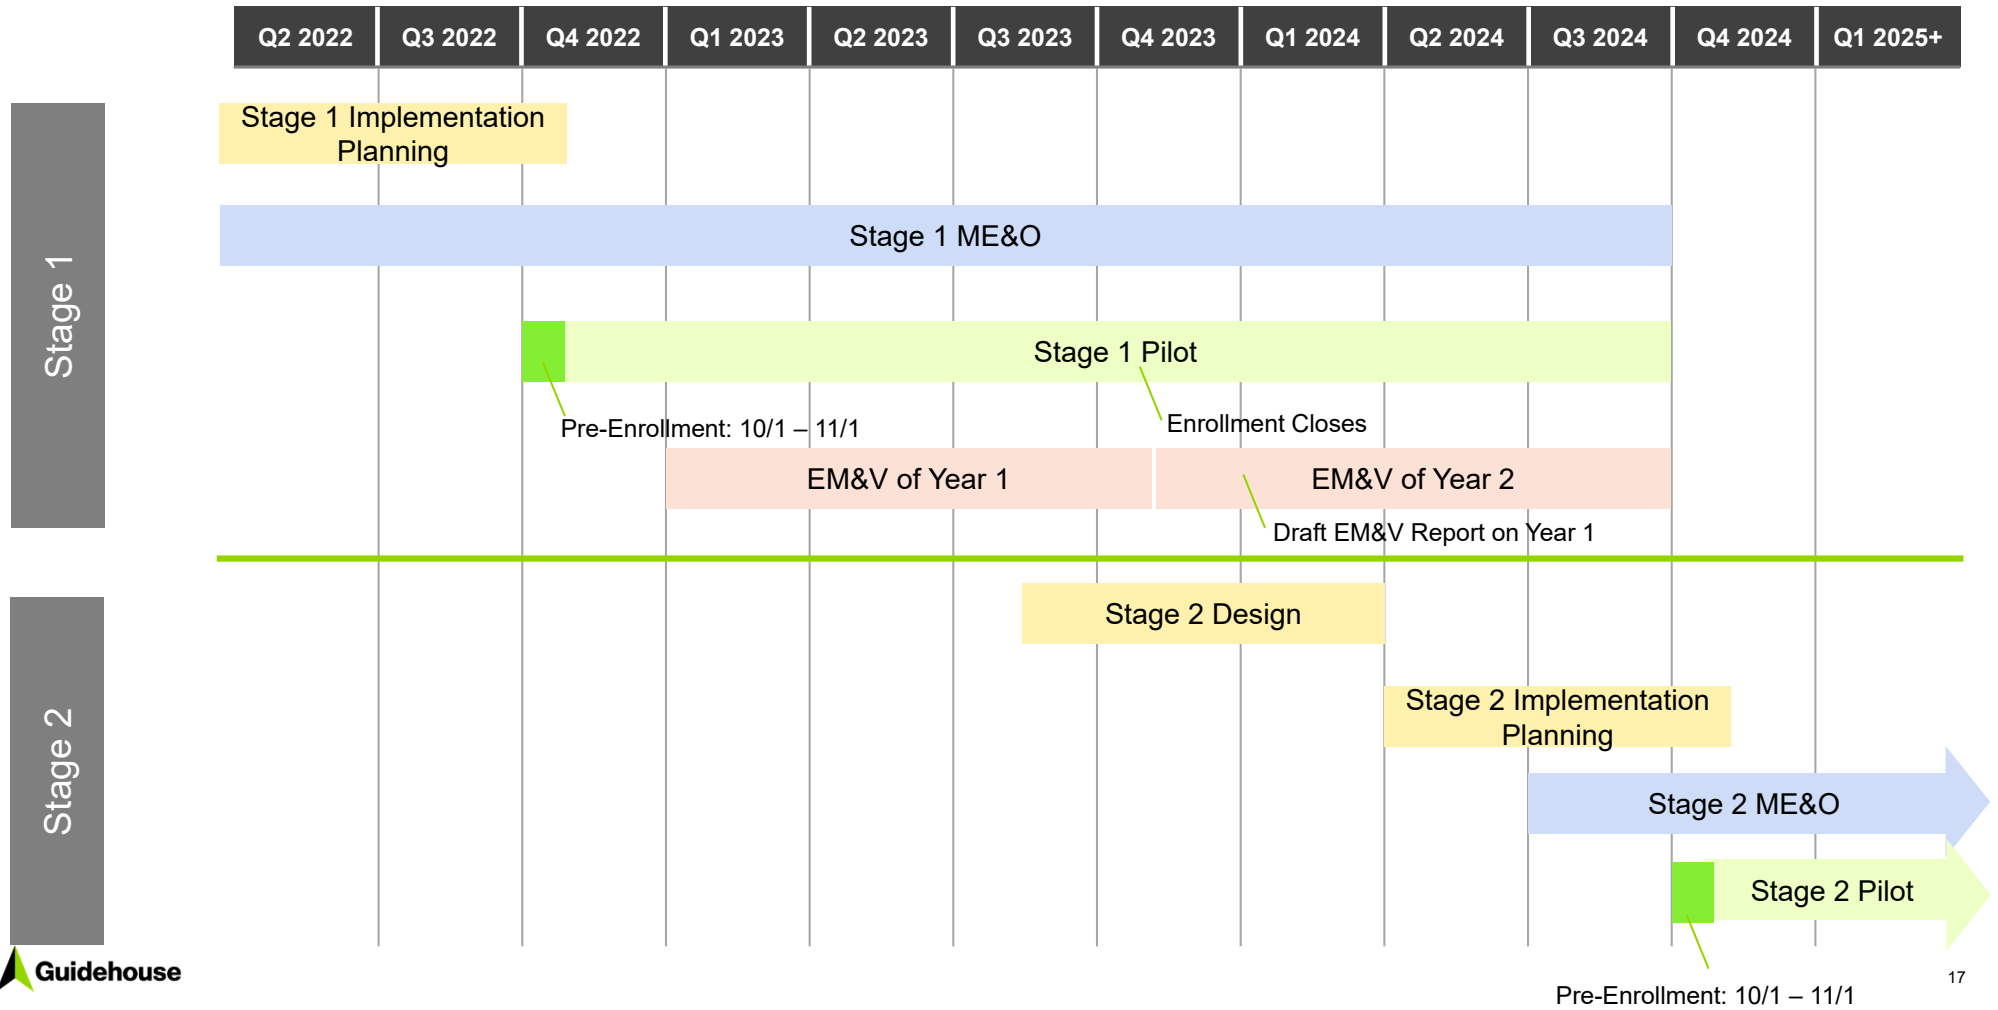 Q2 2022 Q3 2022 Q4 2022 Q1 2023 Q2 2023 Q3 2023 Q4 2023 Q1 2024 Q2 2024 Q3 2024 Q4 2024 Q1 2025+
Stage 1
Stage 1 Implementation
Planning
Stage 1 ME&O
Stage 1 Pilot
Pre-Enrollment: 10/1 – 11/1
Enrollment Closes
EM&V of Year 1
EM&V of Year 2
Draft EM&V Report on Year 1
Stage 2
Stage 2 Design
Stage 2 Implementation
Planning
Stage 2 ME&O
Stage 2 Pilot
Pre-Enrollment: 10/1 – 11/1
Guidehouse
17